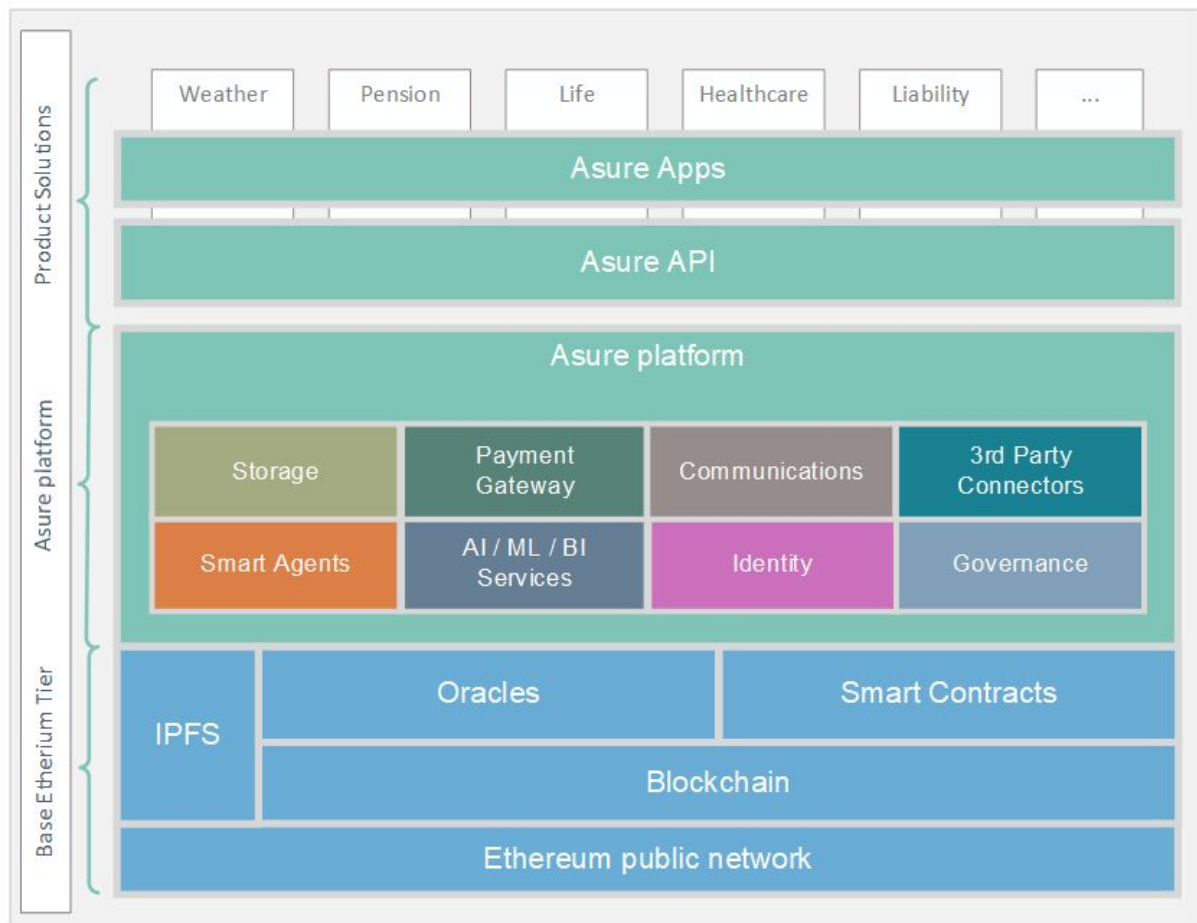 Product Solutions
Weather
Pension
Life
Healthcare
Liability
...
Asure Apps
Asure API
Asure platform
Asure platform
Storage
Payment
Gateway
Communications
3rd Party
Connectors
Smart Agents
AI / ML / BI
Services
Identity
Governance
Base Etherium Tier
IPFS
Oracles
Smart Contracts
Blockchain
Ethereum public network